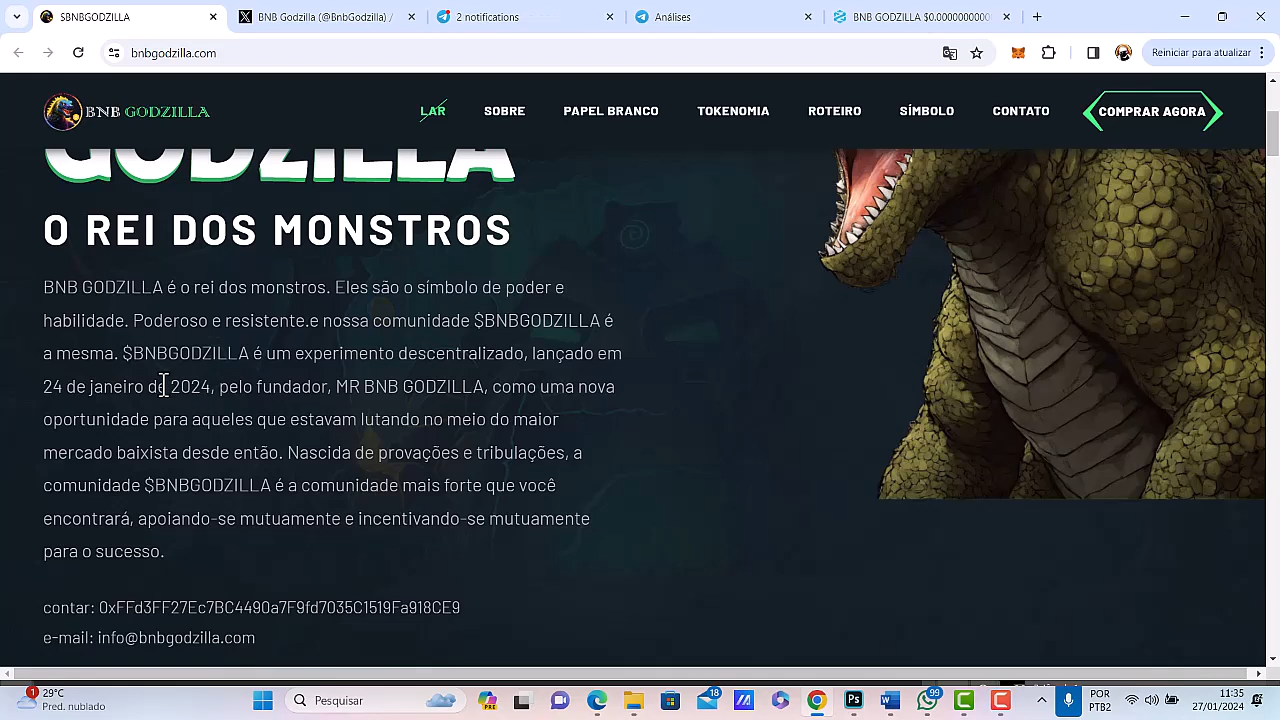 $BNBGODZILLA
BNB Godzilla (@BnbGodzilla) /
2 notifications
Análises
BNB GODZILLA $0.0000000000
bnbgodzilla.com
Reiniciar para atualizar
BNB GODZILLA
LAR
SOBRE
PAPEL BRANCO
TOKENOMIA
ROTEIRO
SÍMBOLO
CONTATO
COMPRAR AGORA
GODZILLA
O REI DOS MONSTROS
BNB GODZILLA é o rei dos monstros. Eles são o símbolo de poder e
habilidade. Poderoso e resistente.e nossa comunidade $BNBGODZILLA é
a mesma. $BNBGODZILLA é um experimento descentralizado, lançado em
24 de janeiro de 2024, pelo fundador, MR BNB GODZILLA, como uma nova
oportunidade para aqueles que estavam lutando no meio do maior
mercado baixista desde então. Nascida de provações e tribulações, a
comunidade $BNBGODZILLA é a comunidade mais forte que você
encontrará, apoiando-se mutuamente e incentivando-se mutuamente
para o sucesso.
contar: 0xFFd3FF27Ec7BC4490a7F9fd7035C1519Fa918CE9
e-mail: info@bnbgodzilla.com
1
29°C
Pred. nublado
Pesquisar
PRE
18
99
POR
PTB2
11:35
27/01/2024